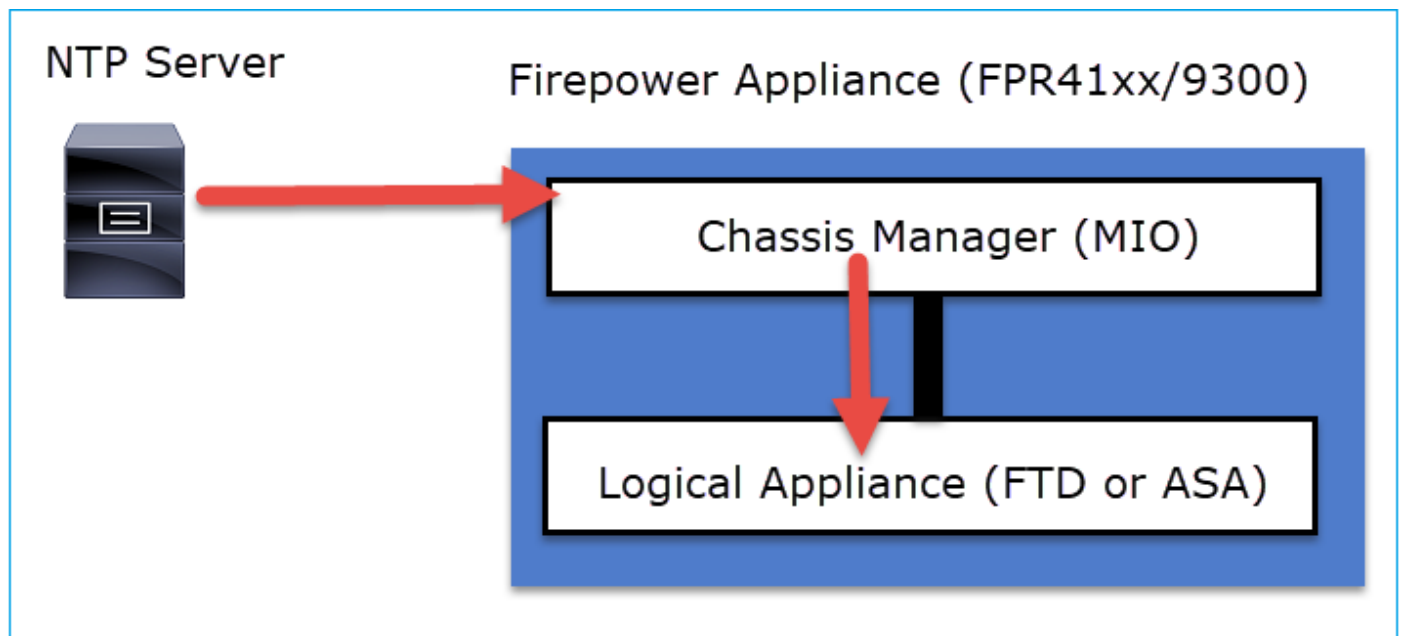 NTP Server
Firepower Appliance (FPR41xx/9300)
Chassis Manager (MIO)
Logical Appliance (FTD or ASA)